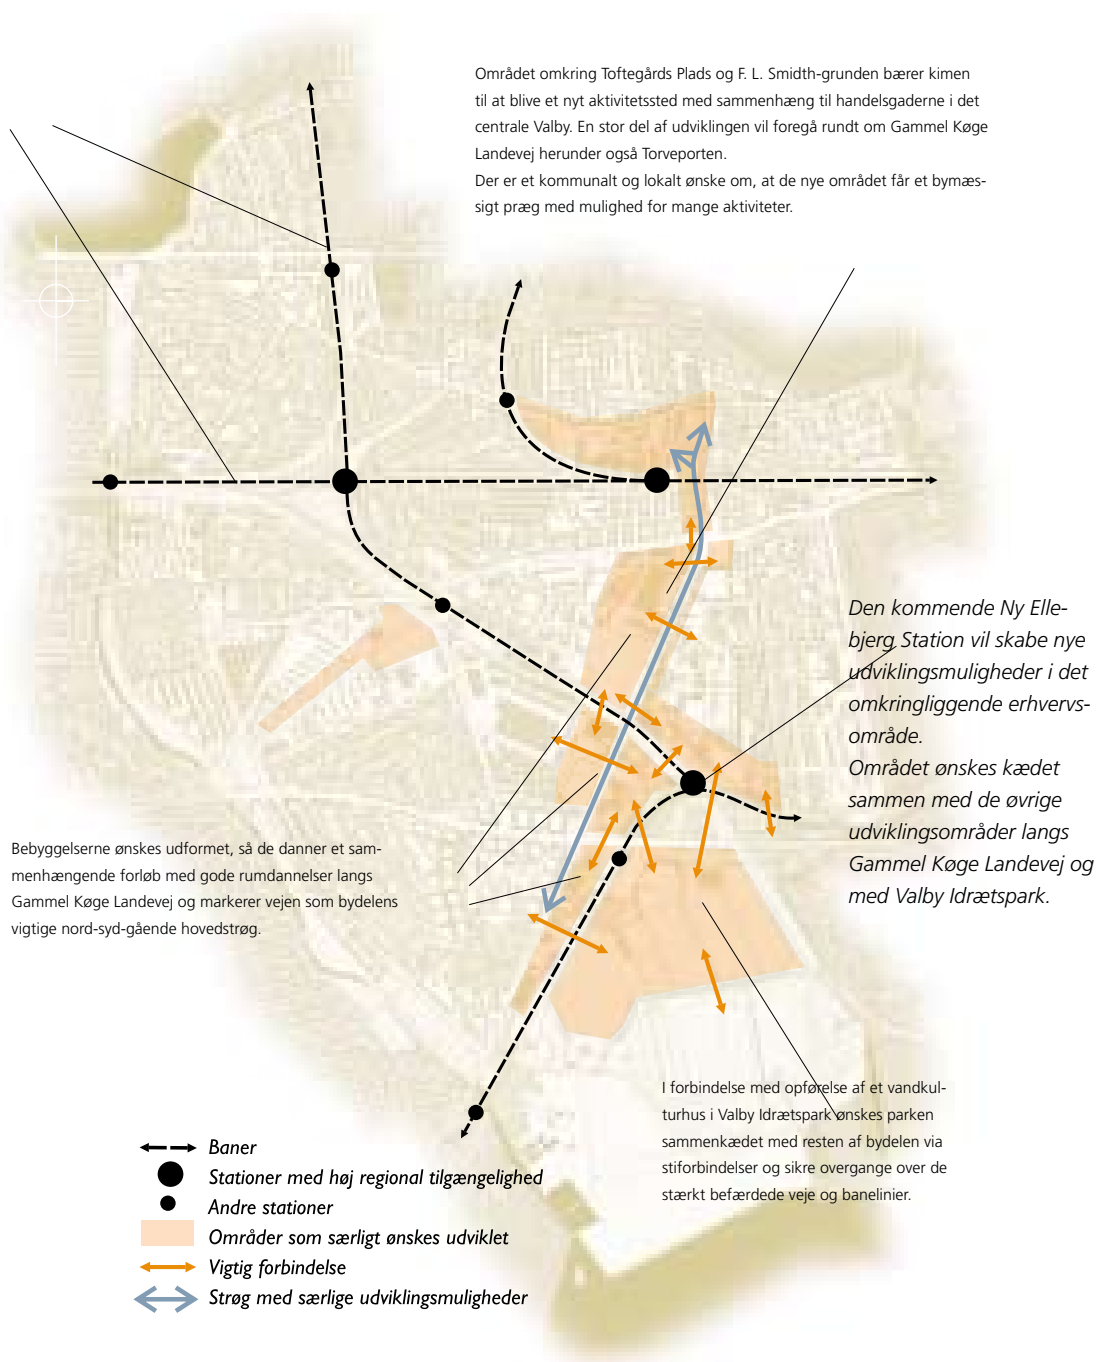 Området omkring Toftegårds Plads og F. L. Smidth-grunden bærer kimen
til at blive et nyt aktivitetssted med sammenhæng til handelsgaderne i det
centrale Valby. En stor del af udviklingen vil foregå rundt om Gammel Køge
Landevej herunder også Torveporten.
Der er et kommunalt og lokalt ønske om, at de nye området får et bymæs-
sigt præg med mulighed for mange aktiviteter.
Den kommende Ny Elle-
bjerg Station vil skabe nye
udviklingsmuligheder i det
omkringliggende erhvervs-
område.
Området ønskes kædet
sammen med de øvrige
udviklingsområder langs
Gammel Køge Landevej og
med Valby Idrætspark.
Bebyggelserne ønskes udformet, så de danner et sam-
menhængende forløb med gode rumdannelser langs
Gammel Køge Landevej og markerer vejen som bydelens
vigtige nord-syd-gående hovedstrøg.
I forbindelse med opførelse af et vandkul-
turhus i Valby Idrætspark ønskes parken
sammenkædet med resten af bydelen via
stiforbindelser og sikre overgange over de
stærkt befærdede veje og banelinier.
Baner
Stationer med høj regional tilgængelighed
Andre stationer
Områder som særligt ønskes udviklet
Vigtig forbindelse
Strøg med særlige udviklingsmuligheder